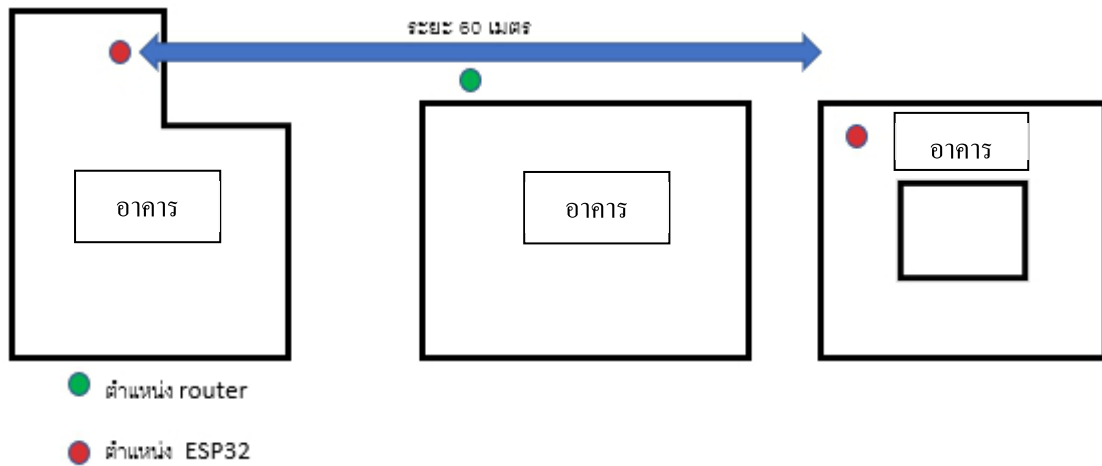 ระยะ 60 เมตร
อาคาร
อาคาร
อาคาร
ตำแหน่ง router
ตำแหน่ง ESP32